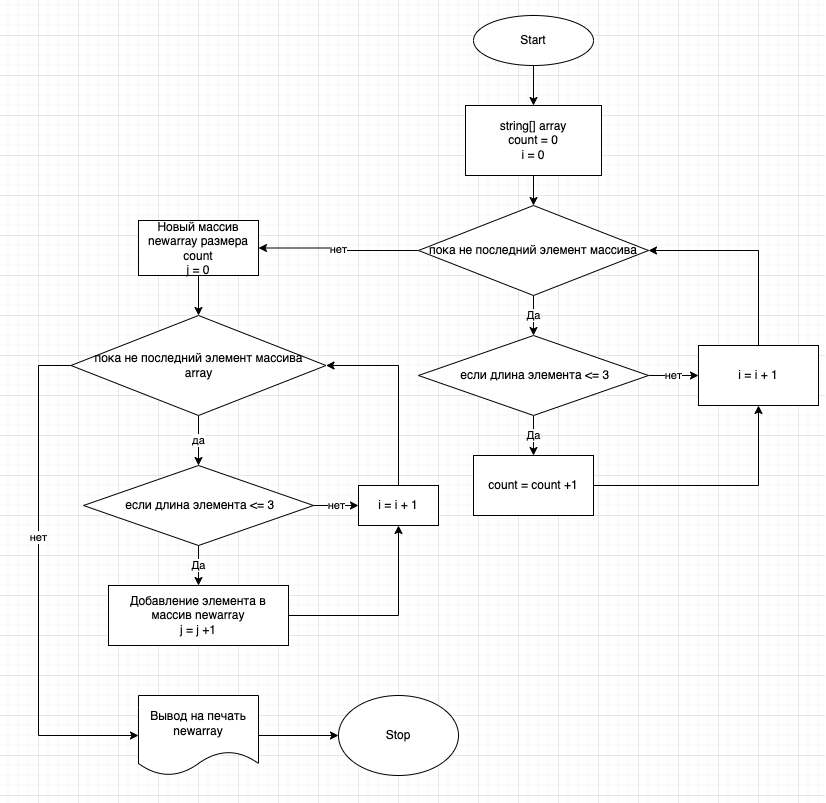 Start
string[] array
count = 0
i = 0
пока не последний элемент массива
нет
Да
если длина элемента <= 3
нет
i = i + 1
Да
count = count +1
Новый массив
newarray размера
count
j = 0
пока не последний элемент массива
array
да
если длина элемента <= 3
нет
i = i + 1
Да
Добавление элемента в
массив newarray
j = j +1
нет
Вывод на печать
newarray
Stop